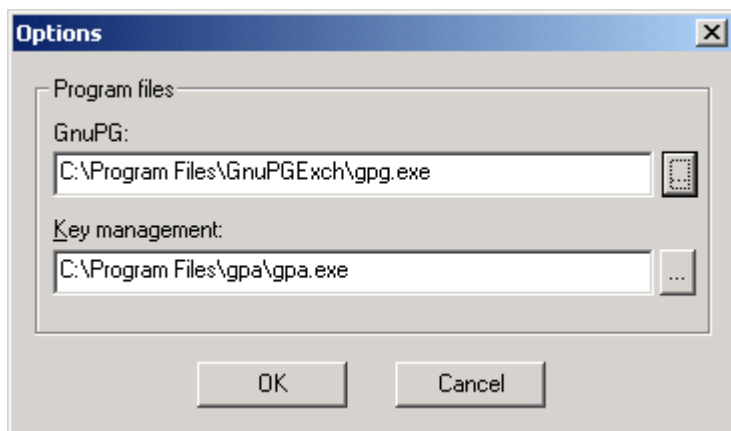 Options
Program files
GnuPG:
C:\Program Files\GnuPGExch\gpg.exe
...
Key management:
C:\Program Files\gpa\gpa.exe
...
OK Cancel